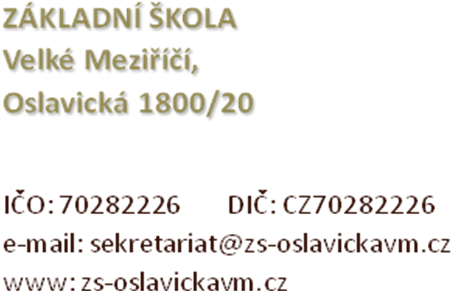 ZÁKLADNÍ ŠKOLA
Velké Meziříčí,
Oslavická 1800/20
IČO: 70282226 DIČ: CZ70282226
e-mail: sekretariat@zs-oslavickavm.cz
www: zs-oslavickavm.cz